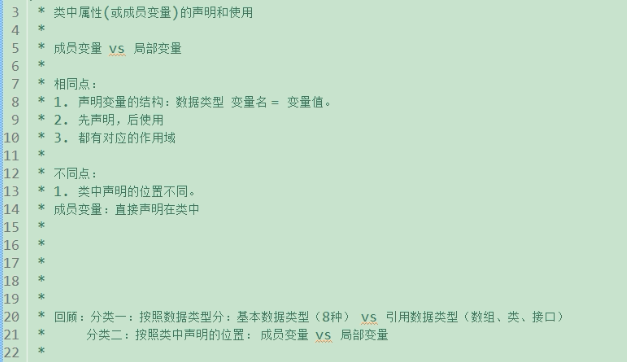 3 * 类中属性(或成员变量)的声明和使用
4 *
5 * 成员变量 vs 局部变量
6 *
7 * 相同点:
8 * 1. 声明变量的结构: 数据类型 变量名 = 变量值。
9 * 2. 先声明, 后使用
10 * 3. 都有对应的作用域
11 *
12 * 不同点:
13 * 1. 类中声明的位置不同。
14 * 成员变量: 直接声明在类中
15 *
16 *
17 *
18 *
19 *
20 * 回顾: 分类一: 按照数据类型分: 基本数据类型 (8种) vs 引用数据类型 (数组、类、接口)
21 * 分类二: 按照类中声明的位置: 成员变量 vs 局部变量
22 *